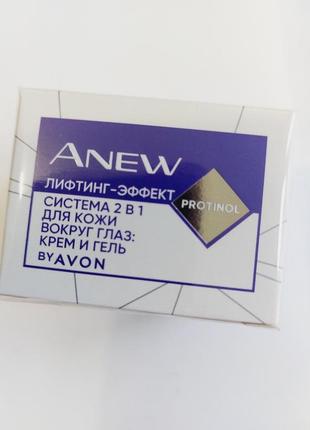 ANEW
ЛИФТИНГ-ЭФФЕКТ
PROTINOL
СИСТЕМА 2 В 1
ДЛЯ КОЖИ
ВОКРУГ ГЛАЗ:
КРЕМ И ГЕЛЬ
BY AVON